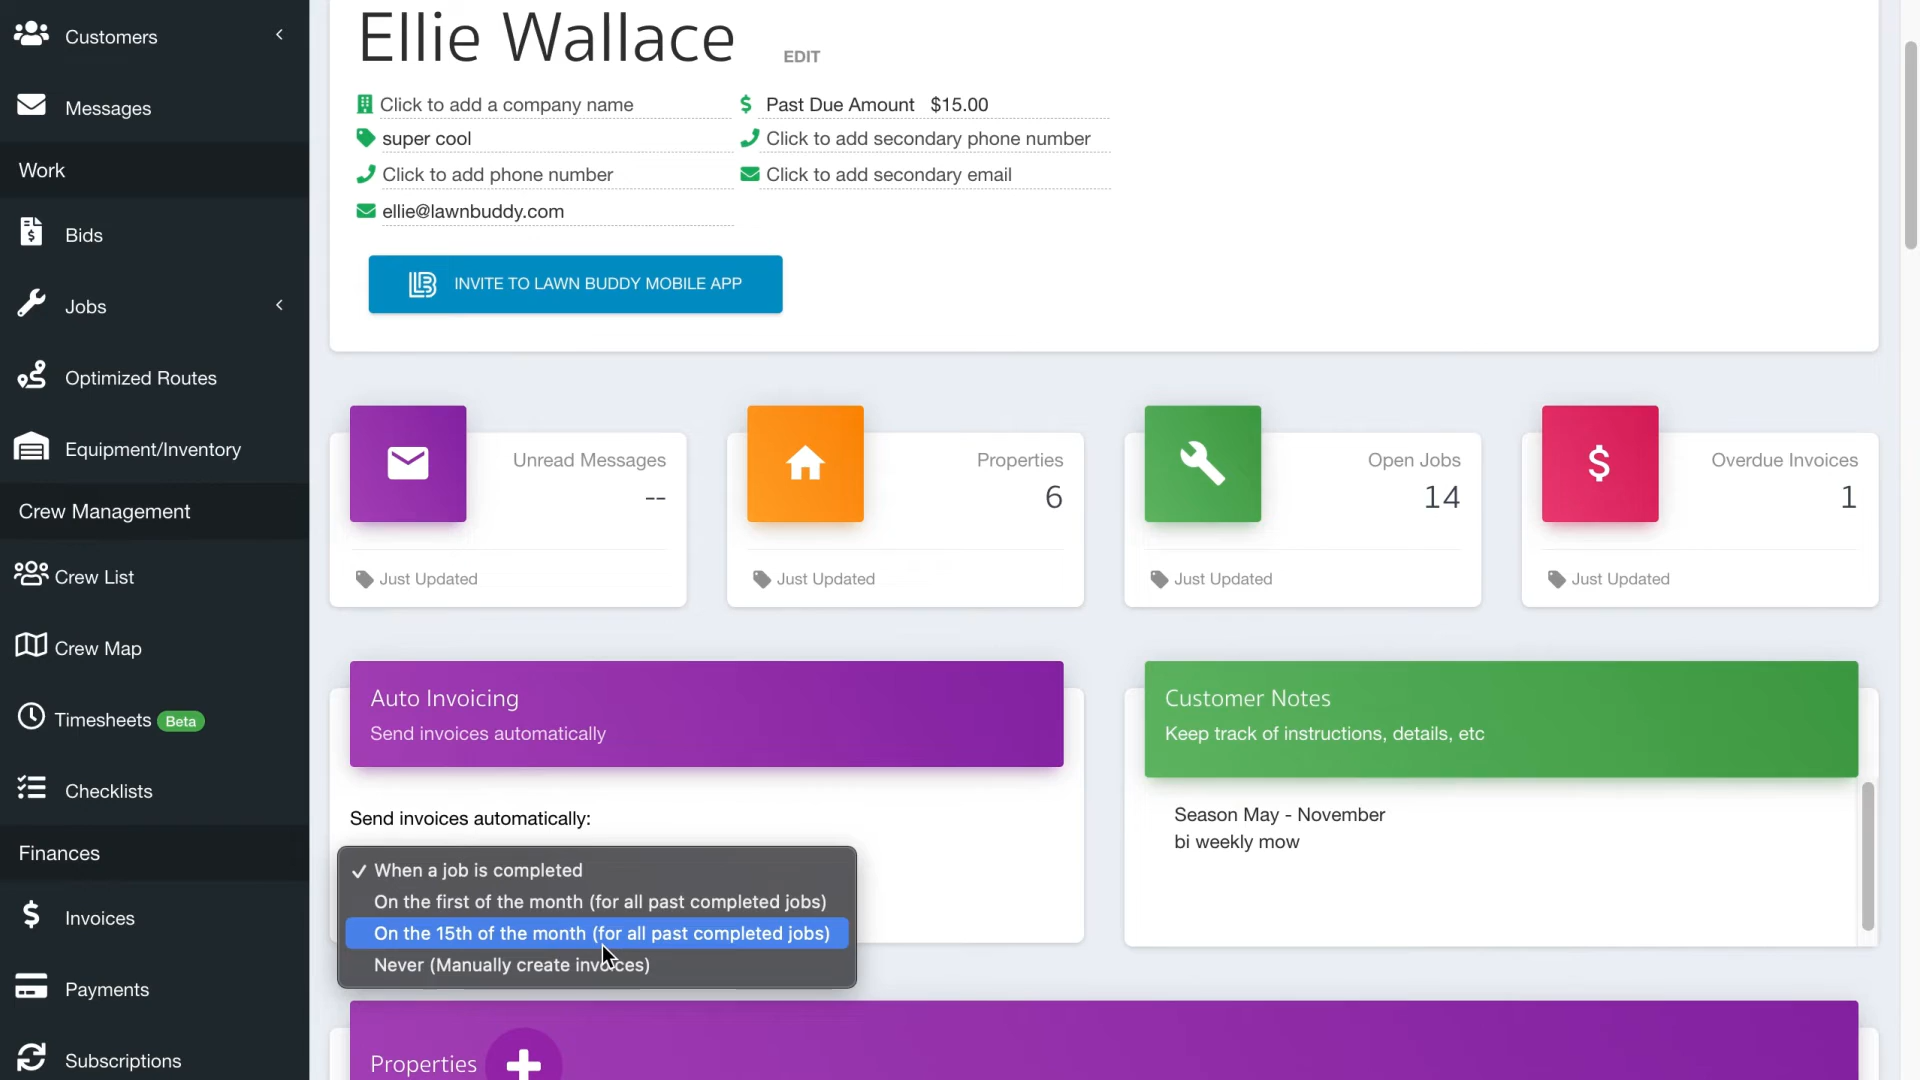 Customers
Messages
Work
Bids
Jobs
Optimized Routes
Equipment/Inventory
Crew Management
Crew List
Crew Map
Timesheets Beta
Checklists
Finances
Invoices
Payments
Subscriptions
Ellie Wallace EDIT
Click to add a company name
Past Due Amount $15.00
super cool
Click to add secondary phone number
Click to add phone number
Click to add secondary email
ellie@lawnbuddy.com
LB INVITE TO LAWN BUDDY MOBILE APP
Unread Messages
--
Just Updated
Properties
6
Just Updated
Open Jobs
14
Just Updated
$
Overdue Invoices
1
Just Updated
Auto Invoicing
Send invoices automatically
Send invoices automatically:
✓ When a job is completed
On the first of the month (for all past completed jobs)
On the 15th of the month (for all past completed jobs)
Never (Manually create invoices)
Customer Notes
Keep track of instructions, details, etc
Season May - November
bi weekly mow
Properties